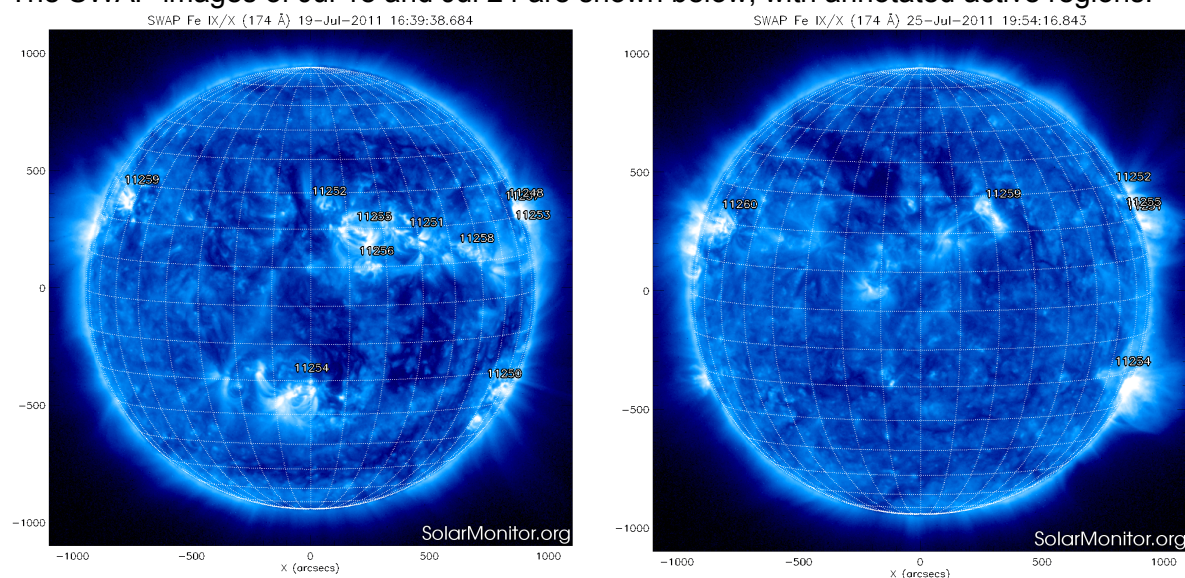 The SWAP images of Jul 18 and Jul 24 are shown below, with annotated active regions.
SWAP Fe IX/X (174 Å) 19-Jul-2011 16:39:38.684
1000
500
0
-500
-1000
-1000 -500 0 500 1000
X (arcsecs)
11259
11252
11248
11253
11255
11251
11258
11256
11254
11250
SolarMonitor.org
SWAP Fe IX/X (174 Å) 25-Jul-2011 19:54:16.843
1000
500
0
-500
-1000
-1000 -500 0 500 1000
X (arcsecs)
11252
11259
11260
11255
11254
SolarMonitor.org